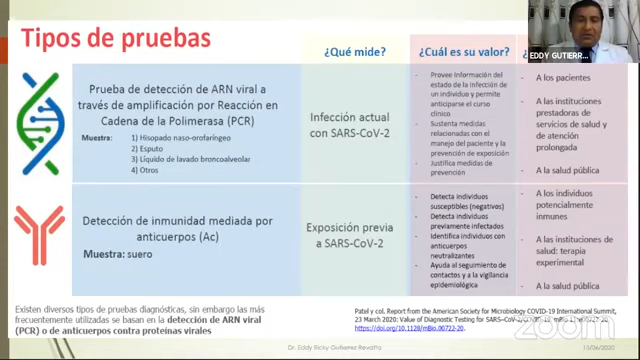 Tipos de pruebas
EDDY GUTIERR...
¿Qué mide?
¿Cuál es su valor?
Prueba de detección de ARN viral
a través de amplificación por Reacción en
Cadena de la Polimerasa (PCR)
Muestra: 1) Hisopado naso-orofaríngeo
2) Esputo
3) Líquido de lavado broncoalveolar
4) Otros
Infección actual
con SARS-CoV-2
- Provee Información del
estado de la infección de
un individuo y permite
anticiparse el curso
clínico
- Sustenta medidas
relacionadas con el
manejo del paciente y la
prevención de exposición
- Justifica medidas de
prevención
- A los pacientes
- A las instituciones
prestadoras de
servicios de salud y de
atención
prolongada
- A la salud pública
Detección de inmunidad mediada por
anticuerpos (Ac)
Muestra: suero
Exposición previa
a SARS-CoV-2
- Detecta individuos
susceptibles (negativos)
- Detecta individuos
previamente infectados
- Identifica individuos con
anticuerpos
neutralizantes
- Ayuda al seguimiento de
contactos y a la vigilancia
epidemiológica
- A los individuos
potencialmente
inmunes
- A las instituciones de
salud: terapia
experimental
- A la salud pública
Existen diversos tipos de pruebas diagnósticas, sin embargo las más
frecuentemente utilizadas se basan en la detección de ARN viral
(PCR) o de anticuerpos contra proteínas virales
Patel y col. Report from the American Society for Microbiology COVID-19 International Summit,
23 March 2020: Value of Diagnostic Testing for SARS–CoV-2/COVID-19 mBio 11:e00722-20.
https://doi.org/10.1128/mBio.00722-20
zoom
Dr. Eddy Ricky Gutierrez Revatta
13/06/2020